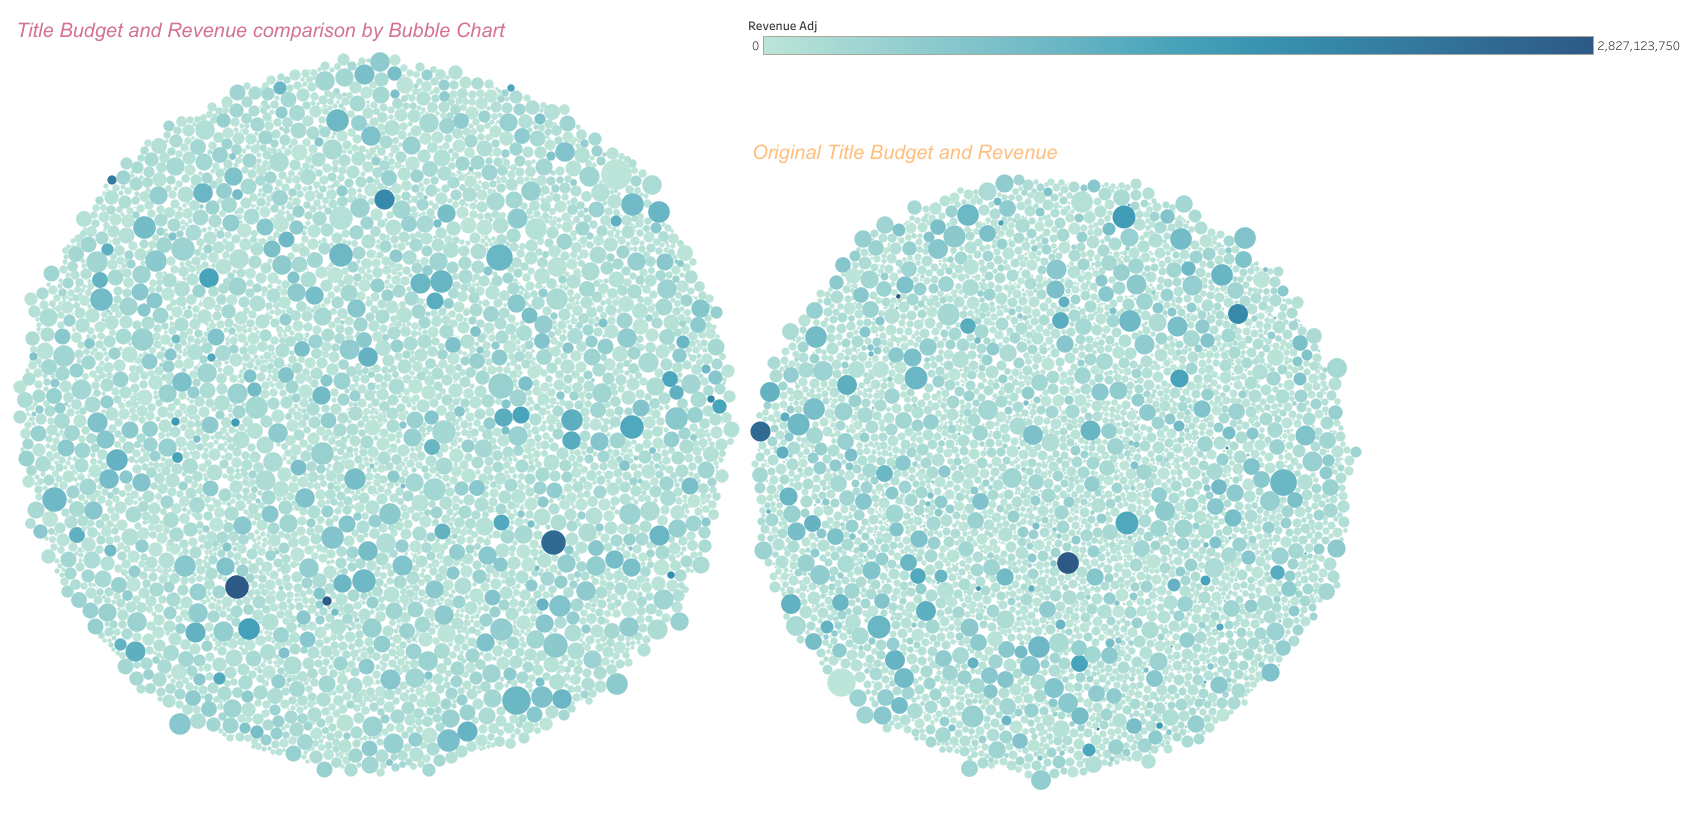 Title Budget and Revenue comparison by Bubble Chart
Revenue Adj
0 2,827,123,750
Original Title Budget and Revenue